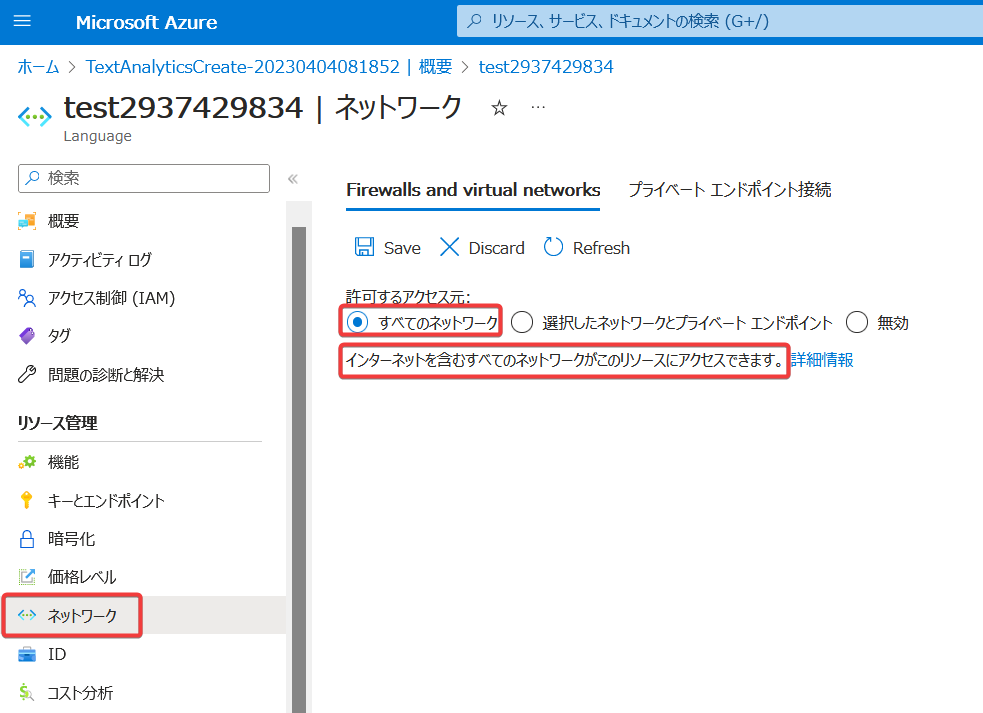 Microsoft Azure
リソース、サービス、ドキュメントの検索 (G+/)
ホーム > TextAnalyticsCreate-20230404081852 | 概要 > test2937429834
test2937429834 | ネットワーク ☆ …
Language
検索 «
概要
アクティビティ ログ
アクセス制御 (IAM)
タグ
問題の診断と解決
リソース管理
機能
キーとエンドポイント
暗号化
価格レベル
ネットワーク
ID
コスト分析
Firewalls and virtual networks プライベート エンドポイント接続
Save Discard Refresh
許可するアクセス元:
すべてのネットワーク 選択したネットワークとプライベート エンドポイント 無効
インターネットを含むすべてのネットワークがこのリソースにアクセスできます。詳細情報